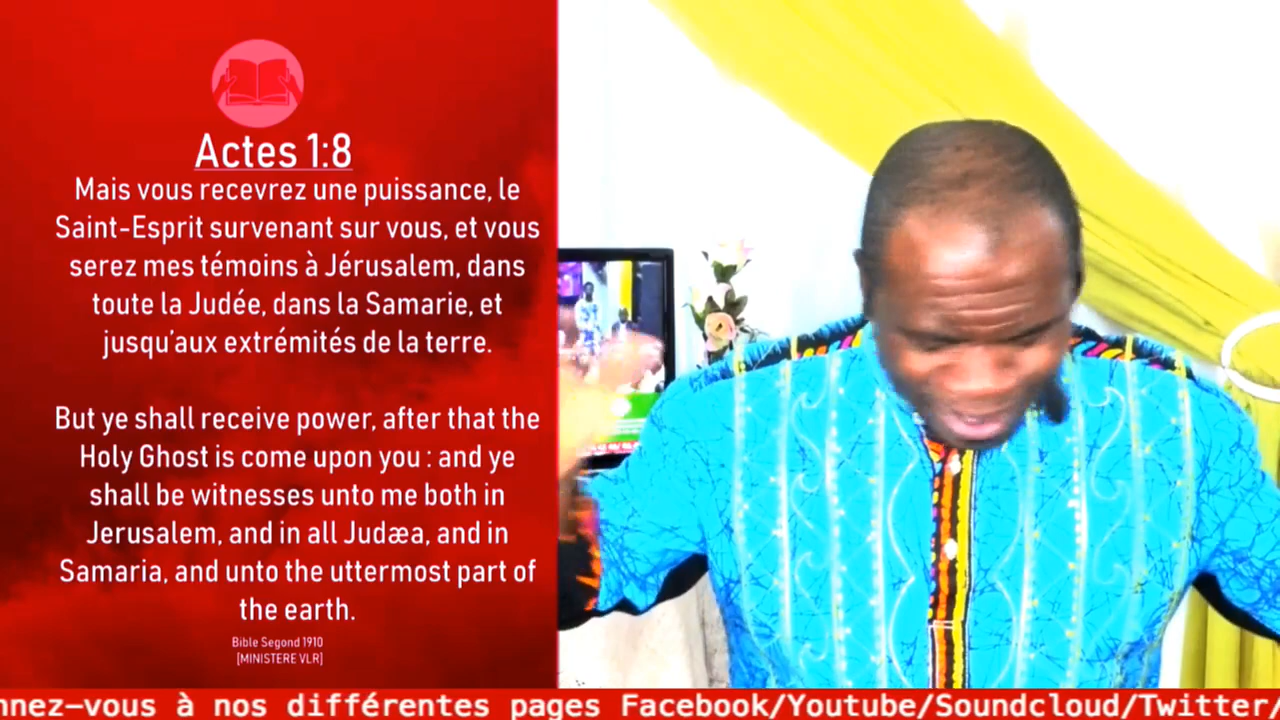 Actes 1:8
Mais vous recevrez une puissance, le
Saint-Esprit survenant sur vous, et vous
serez mes témoins à Jérusalem, dans
toute la Judée, dans la Samarie, et
jusqu'aux extrémités de la terre.
But ye shall receive power, after that the
Holy Ghost is come upon you : and ye
shall be witnesses unto me both in
Jerusalem, and in all Judæa, and in
Samaria, and unto the uttermost part of
the earth.
Bible Segond 1910
[MINISTERE VLR]
nnez-vous à nos différentes pages Facebook/Youtube/Soundcloud/Twitter/